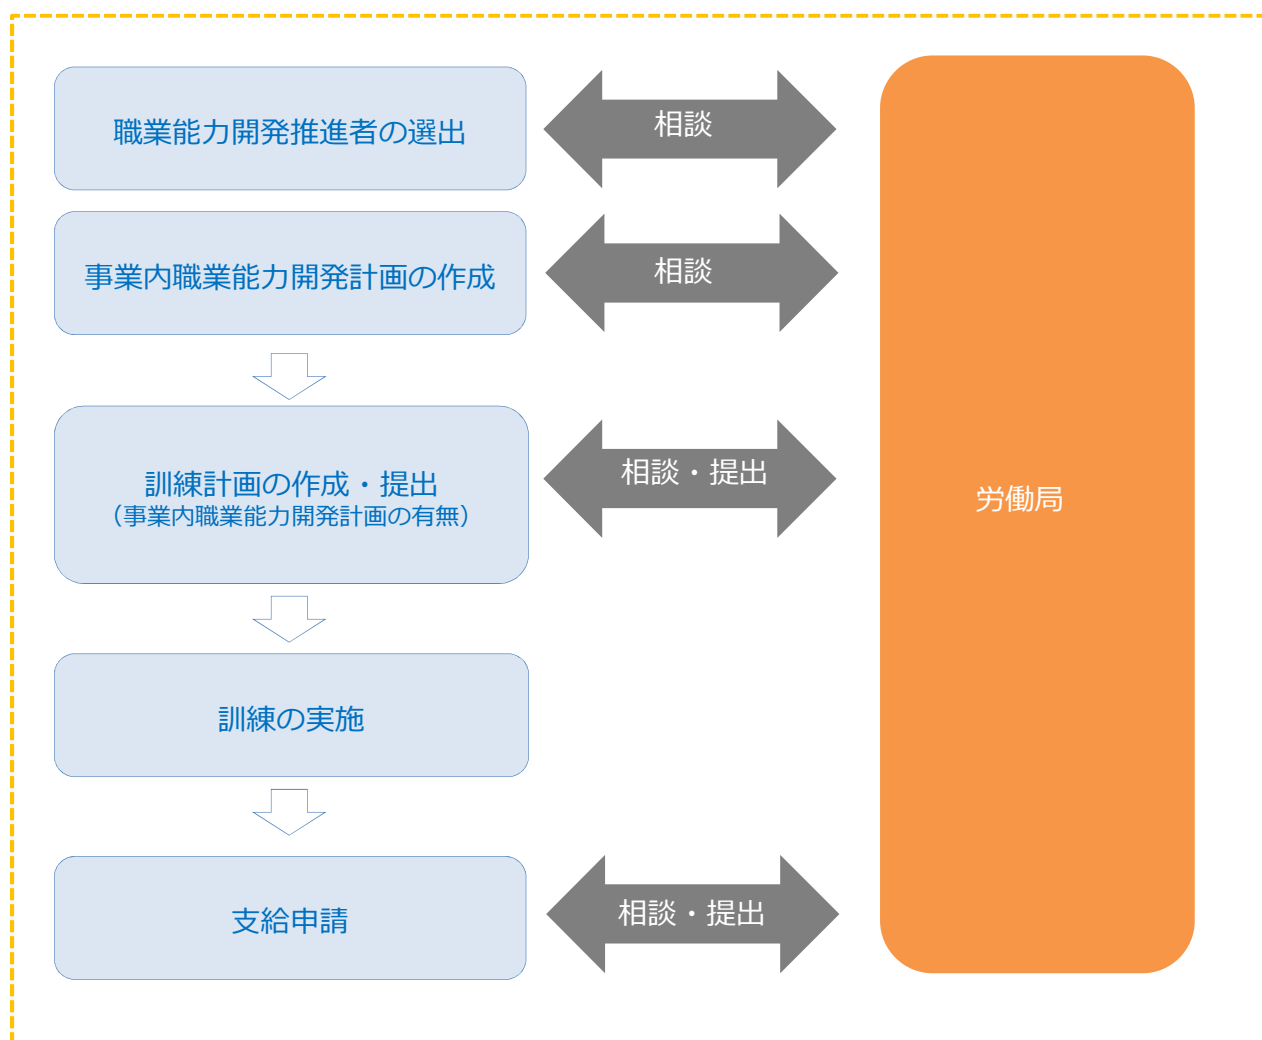 職業能力開発推進者の選出
相談
事業内職業能力開発計画の作成
相談
訓練計画の作成・提出
（事業内職業能力開発計画の有無）
相談・提出
労働局
訓練の実施
支給申請
相談・提出